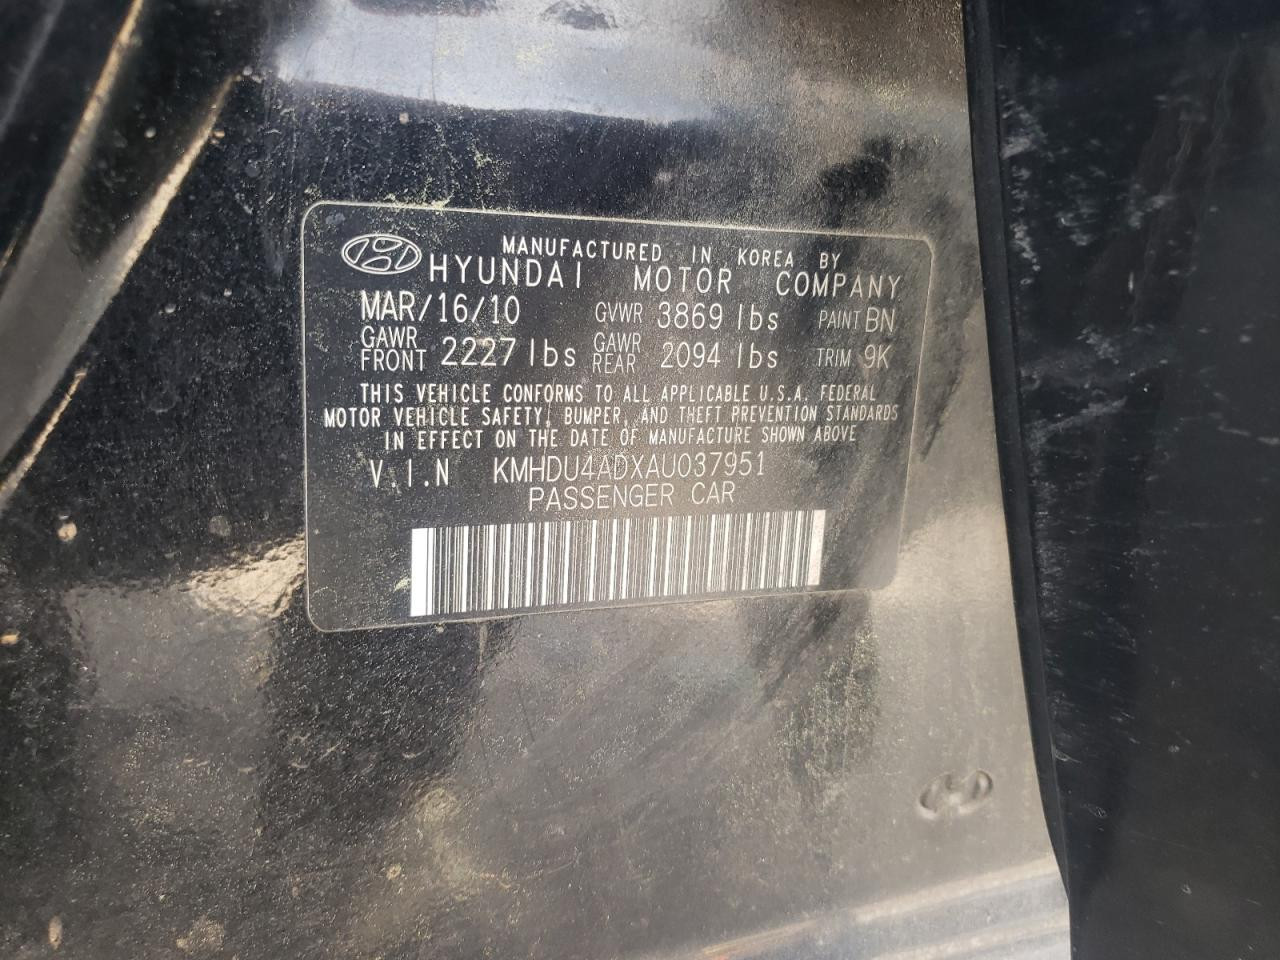 MANUFACTURED IN KOREA BY
HYUNDAI MOTOR COMPANY
MAR/16/10 GVWR 3869 lbs PAINT BN
GAWR FRONT 2227 lbs GAWR REAR 2094 lbs TRIM 9K
THIS VEHICLE CONFORMS TO ALL APPLICABLE U.S.A. FEDERAL
MOTOR VEHICLE SAFETY, BUMPER, AND THEFT PREVENTION STANDARDS
IN EFFECT ON THE DATE OF MANUFACTURE SHOWN ABOVE
V.I.N KMHDU4ADXAU037951
PASSENGER CAR